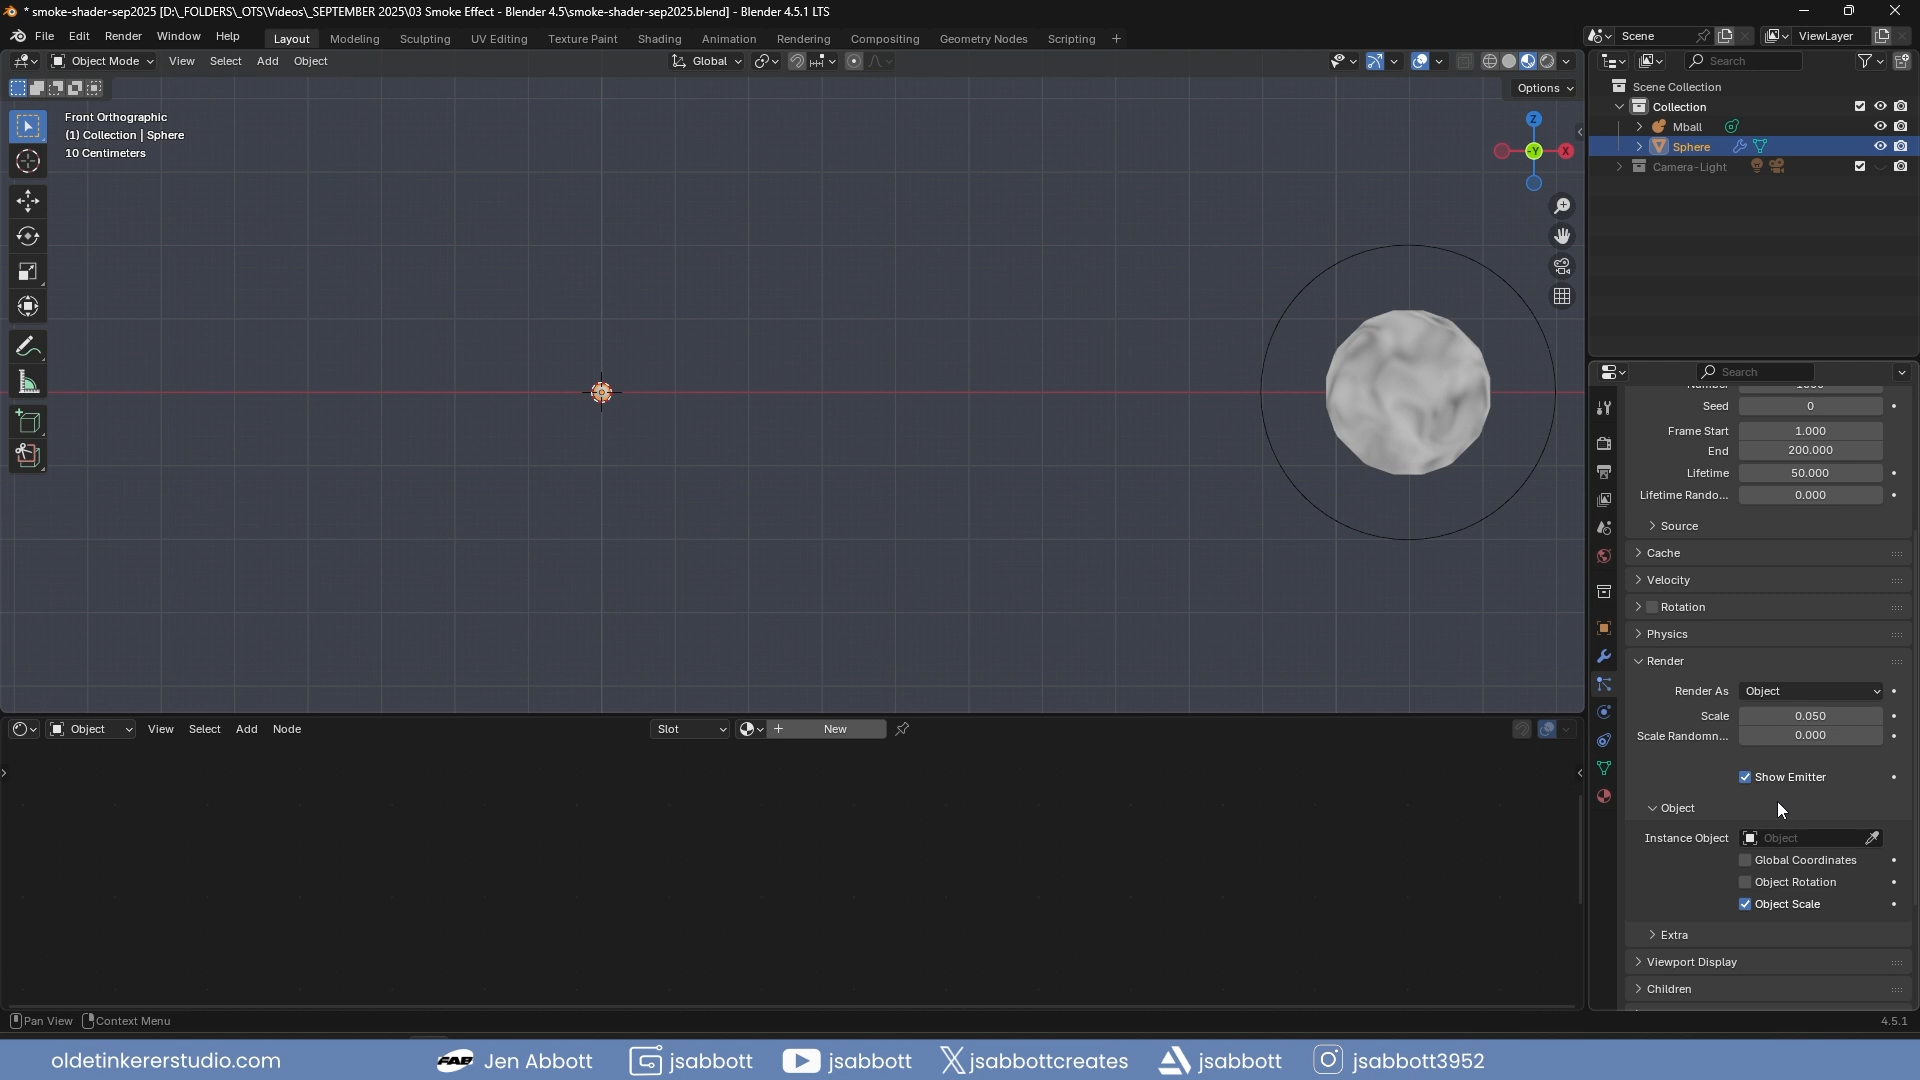 * smoke-shader-sep2025 [D:\_FOLDERS\_OTS\Videos\_SEPTEMBER 2025\03 Smoke Effect - Blender 4.5\smoke-shader-sep2025.blend] - Blender 4.5.1 LTS
File Edit Render Window Help Layout Modeling Sculpting UV Editing Texture Paint Shading Animation Rendering Compositing Geometry Nodes Scripting + Scene ViewLayer
Object Mode View Select Add Object Global Search
Options
Front Orthographic
(1) Collection | Sphere
10 Centimeters
Z
-Y X
Scene Collection
Collection
Mball
Sphere
Camera-Light
Search
Seed 0
Frame Start 1.000
End 200.000
Lifetime 50.000
Lifetime Rando... 0.000
Source
Cache
Velocity
Rotation
Physics
Render
Render As Object
Scale 0.050
Scale Randomn... 0.000
Show Emitter
Object
Instance Object Object
Global Coordinates
Object Rotation
Object Scale
Extra
Viewport Display
Children
Object View Select Add Node Slot + New
Pan View Context Menu 4.5.1
oldetinkererstudio.com FAB Jen Abbott jsabbott jsabbott jsabbottcreates jsabbott jsabbott3952